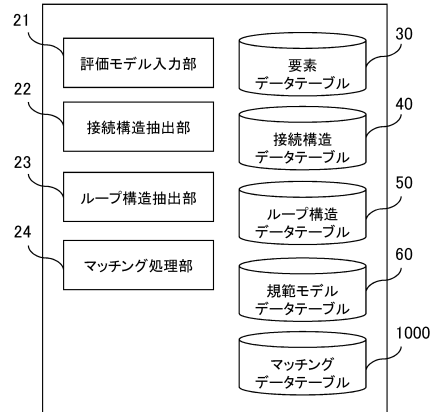 21
評価モデル入力部
22
接続構造抽出部
23
ループ構造抽出部
24
マッチング処理部
30
要素
データテーブル
40
接続構造
データテーブル
50
ループ構造
データテーブル
60
規範モデル
データテーブル
1000
マッチング
データテーブル